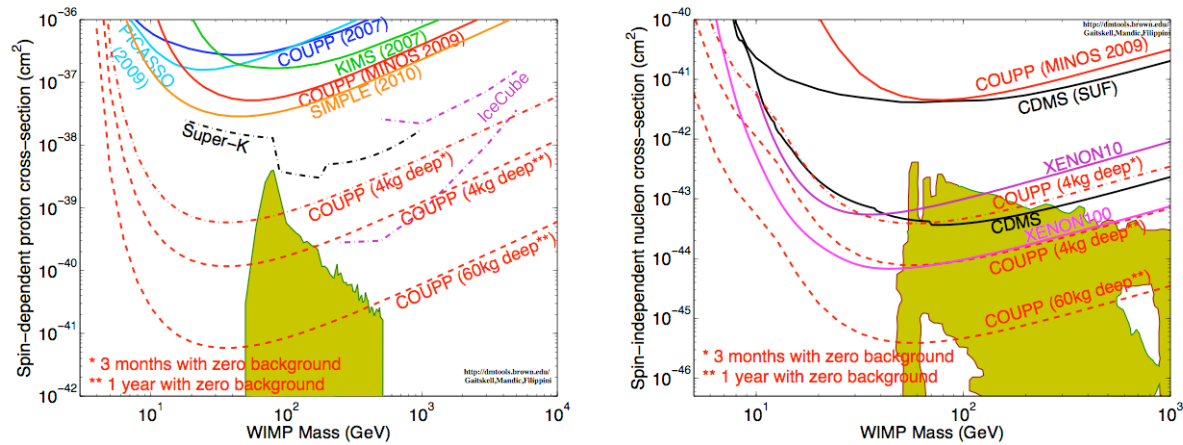 Spin-dependent proton cross-section (cm²)
10⁻³⁶
10⁻³⁷
10⁻³⁸
10⁻³⁹
10⁻⁴⁰
10⁻⁴¹
10⁻⁴²
PICASSO
(2009)
COUPP (2007)
KIMS (2007)
COUPP (MINOS 2009)
SIMPLE (2010)
IceCube
Super-K
COUPP (4kg deep*)
COUPP (4kg deep**)
COUPP (60kg deep**)
* 3 months with zero background
** 1 year with zero background
http://dmtools.brown.edu/
Gaitskell,Mandic,Filippini
10¹ 10² 10³ 10⁴
WIMP Mass (GeV)
Spin-independent nucleon cross-section (cm²)
10⁻⁴⁰
10⁻⁴¹
10⁻⁴²
10⁻⁴³
10⁻⁴⁴
10⁻⁴⁵
10⁻⁴⁶
http://dmtools.brown.edu/
Gaitskell,Mandic,Filippini
COUPP (MINOS 2009)
CDMS (SUF)
XENON10
COUPP (4kg deep*)
CDMS
XENON100
COUPP (4kg deep**)
COUPP (60kg deep**)
* 3 months with zero background
** 1 year with zero background
10¹ 10² 10³
WIMP Mass (GeV)